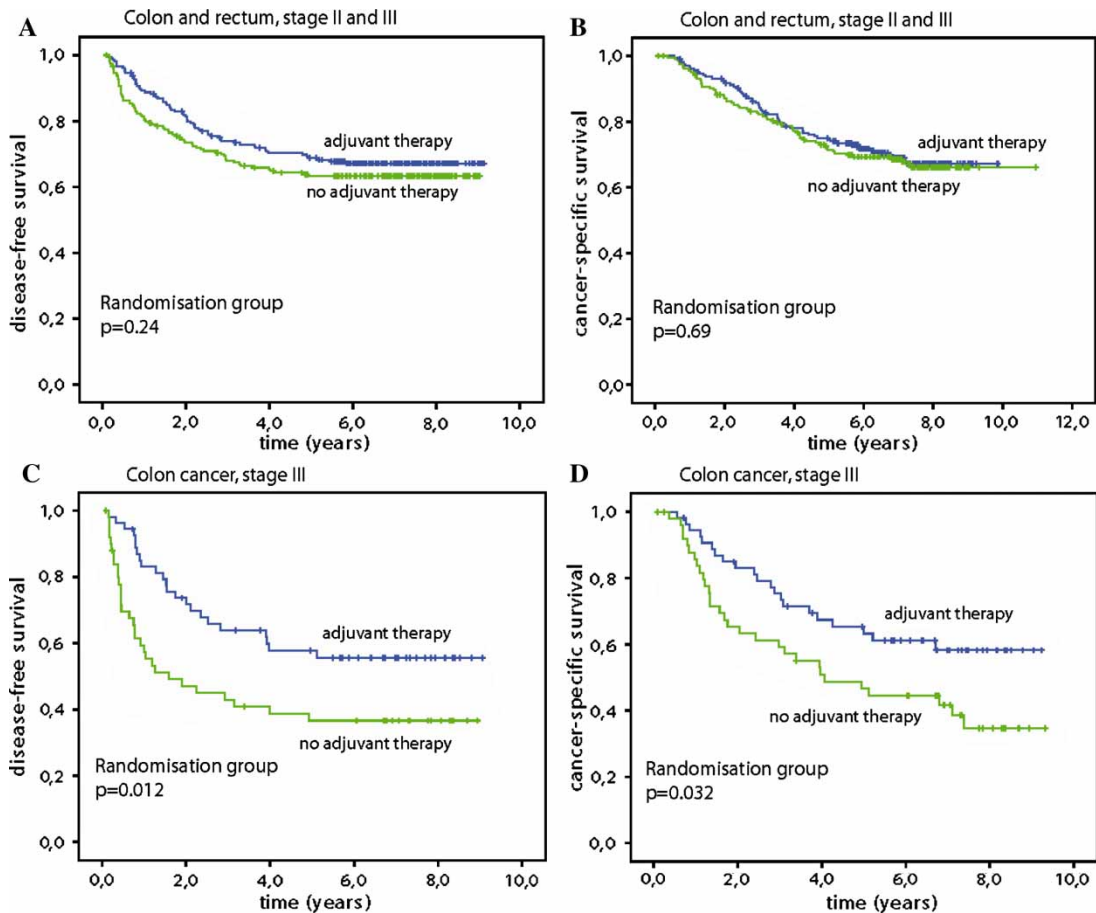 A
Colon and rectum, stage II and III
disease-free survival
1,0
0,8
0,6
0,4
0,2
0,0
adjuvant therapy
no adjuvant therapy
Randomisation group
p=0.24
0,0 2,0 4,0 6,0 8,0 10,0
time (years)
B
Colon and rectum, stage II and III
cancer-specific survival
1,0
0,8
0,6
0,4
0,2
0,0
adjuvant therapy
no adjuvant therapy
Randomisation group
p=0.69
0,0 2,0 4,0 6,0 8,0 10,0 12,0
time (years)
C
Colon cancer, stage III
disease-free survival
1,0
0,8
0,6
0,4
0,2
0,0
adjuvant therapy
no adjuvant therapy
Randomisation group
p=0.012
0,0 2,0 4,0 6,0 8,0 10,0
time (years)
D
Colon cancer, stage III
cancer-specific survival
1,0
0,8
0,6
0,4
0,2
0,0
adjuvant therapy
no adjuvant therapy
Randomisation group
p=0.032
0,0 2,0 4,0 6,0 8,0 10,0
time (years)